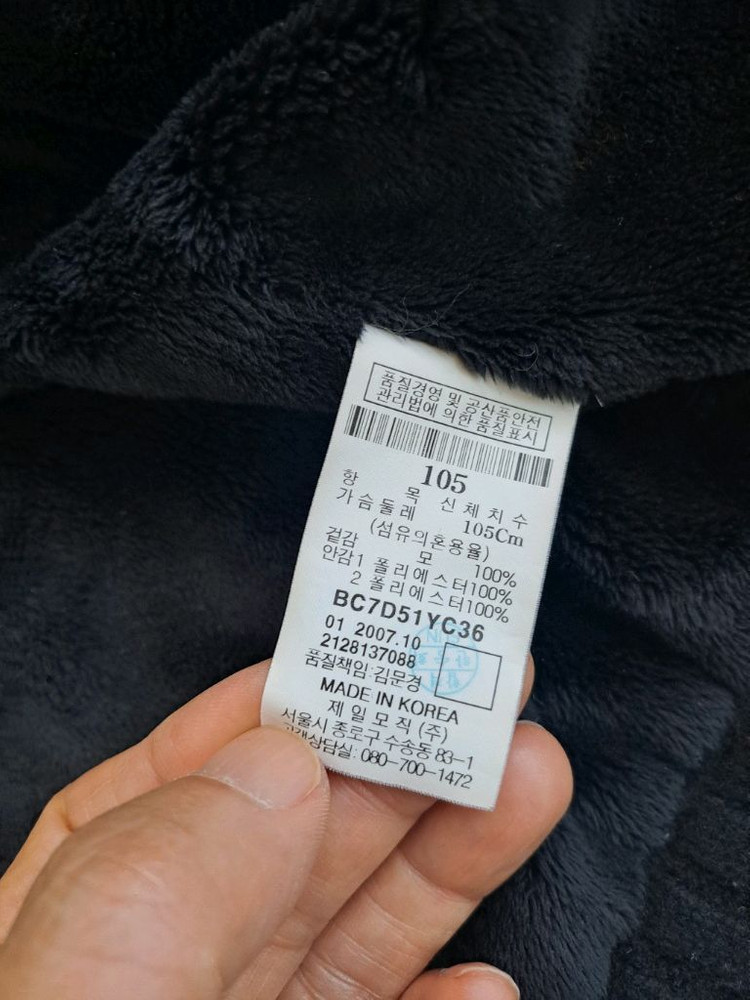 품질경영 및 공산품안전
관리법에 의한 품질표시
105
항 목 신체치수
가슴둘레 105Cm
(섬유의혼용율)
겉감 모 100%
안감1 폴리에스터100%
2 폴리에스터100%
BC7D51YC36
01 2007.10
2128137088
품질책임:김문경
MADE IN KOREA
제일모직(주)
서울시 종로구 수송동 83-1
고객상담실: 080-700-1472